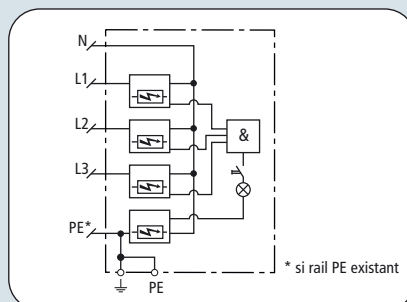 N
L1
L2
&
L3
PE*
* si rail PE existant
PE